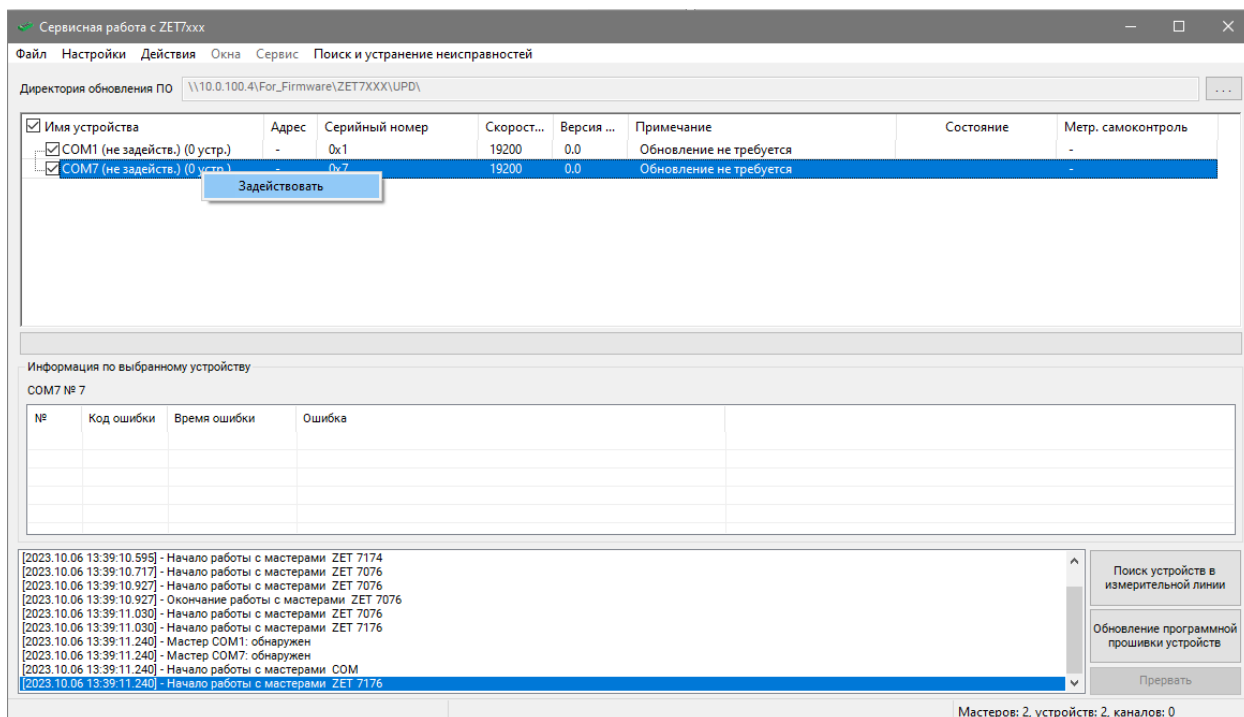 Сервисная работа с ZET7xxx
Файл Настройки Действия Окна Сервис Поиск и устранение неисправностей
Директория обновления ПО \\10.0.100.4\For_Firmware\ZET7XXX\UPD\ ...
Имя устройства Адрес Серийный номер Скорост... Версия ... Примечание Состояние Метр. самоконтроль
COM1 (не задейств.) (0 устр.) - 0x1 19200 0.0 Обновление не требуется -
COM7 (не задейств.) (0 устр.) - 0x7 19200 0.0 Обновление не требуется -
Задействовать
Информация по выбранному устройству
COM7 № 7
№ Код ошибки Время ошибки Ошибка
[2023.10.06 13:39:10.595] - Начало работы с мастерами ZET 7174
[2023.10.06 13:39:10.717] - Начало работы с мастерами ZET 7076
[2023.10.06 13:39:10.927] - Начало работы с мастерами ZET 7076
[2023.10.06 13:39:10.927] - Окончание работы с мастерами ZET 7076
[2023.10.06 13:39:11.030] - Начало работы с мастерами ZET 7076
[2023.10.06 13:39:11.030] - Начало работы с мастерами ZET 7176
[2023.10.06 13:39:11.240] - Мастер COM1: обнаружен
[2023.10.06 13:39:11.240] - Мастер COM7: обнаружен
[2023.10.06 13:39:11.240] - Начало работы с мастерами COM
[2023.10.06 13:39:11.240] - Начало работы с мастерами ZET 7176
Поиск устройств в
измерительной линии
Обновление программной
прошивки устройств
Прервать
Мастеров: 2, устройств: 2, каналов: 0